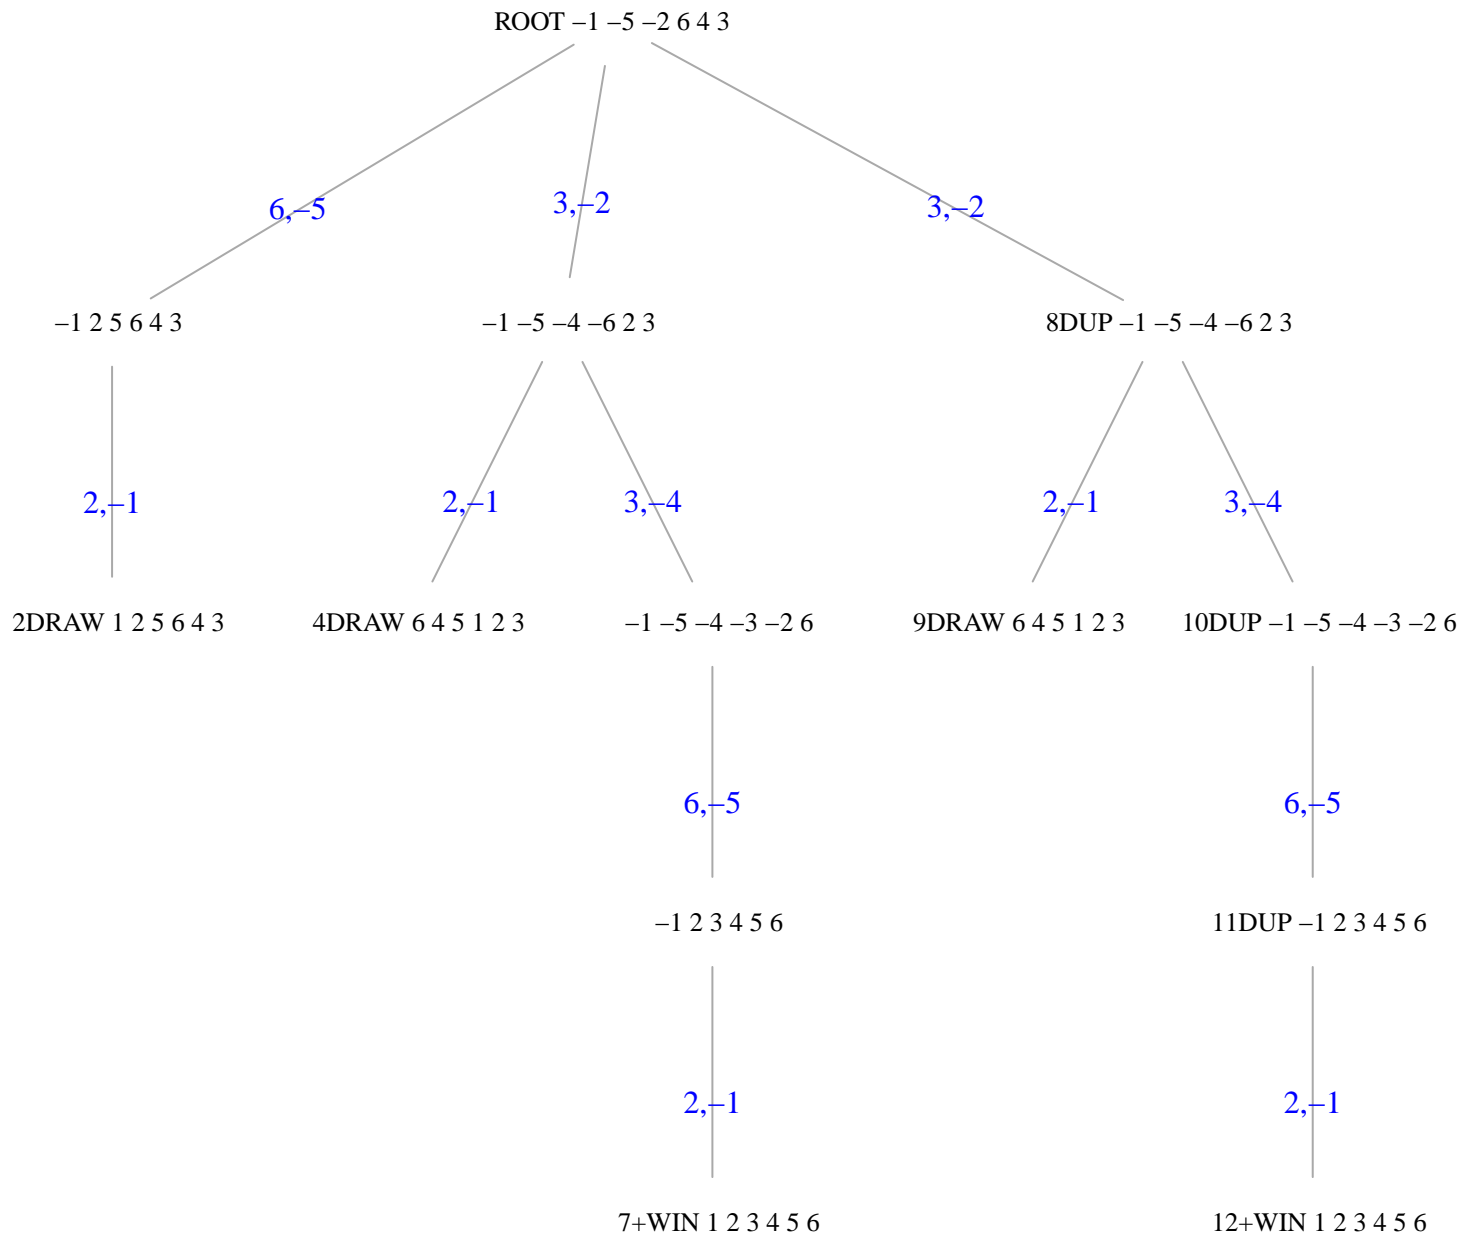 ROOT –1 –5 –2 6 4 3
6,–5
3,–2
3,–2
–1 2 5 6 4 3
–1 –5 –4 –6 2 3
8DUP –1 –5 –4 –6 2 3
2,–1
2,–1
3,–4
2,–1
3,–4
2DRAW 1 2 5 6 4 3
4DRAW 6 4 5 1 2 3
–1 –5 –4 –3 –2 6
9DRAW 6 4 5 1 2 3
10DUP –1 –5 –4 –3 –2 6
6,–5
6,–5
–1 2 3 4 5 6
11DUP –1 2 3 4 5 6
2,–1
2,–1
7+WIN 1 2 3 4 5 6
12+WIN 1 2 3 4 5 6